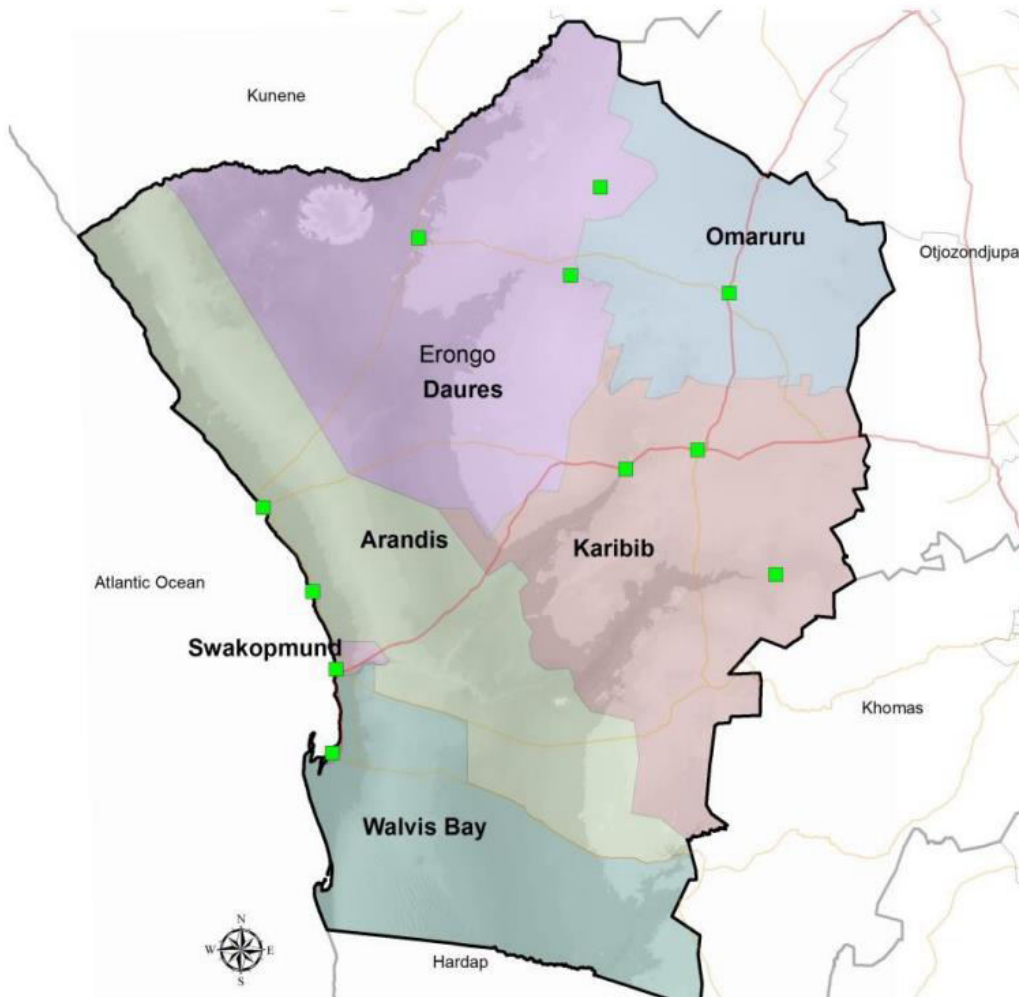 Kunene
Omaruru
Otjozondjupa
Erongo
Daures
Arandis
Karibib
Atlantic Ocean
Swakopmund
Khomas
Walvis Bay
N
W
E
S
Hardap